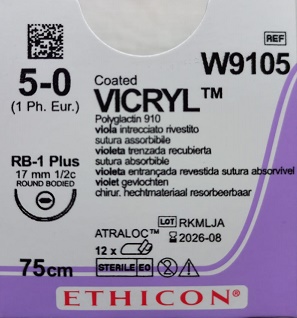 REF
W9105
5-0
(1 Ph. Eur.)
Coated
VICRYL™
Polyglactin 910
viola intrecciato rivestito
sutura assorbibile
violeta trenzada recubierta
sutura absorbible
violeta entrançada revestida sutura absorvível
violet gevlochten
chirur. hechtmateriaal resorbeerbaar
RB-1 Plus
17 mm 1/2c
ROUND BODIED
LOT RKMLJA
ATRALOC™
2026-08
12 x
75cm
STERILE EO
2
ETHICON®